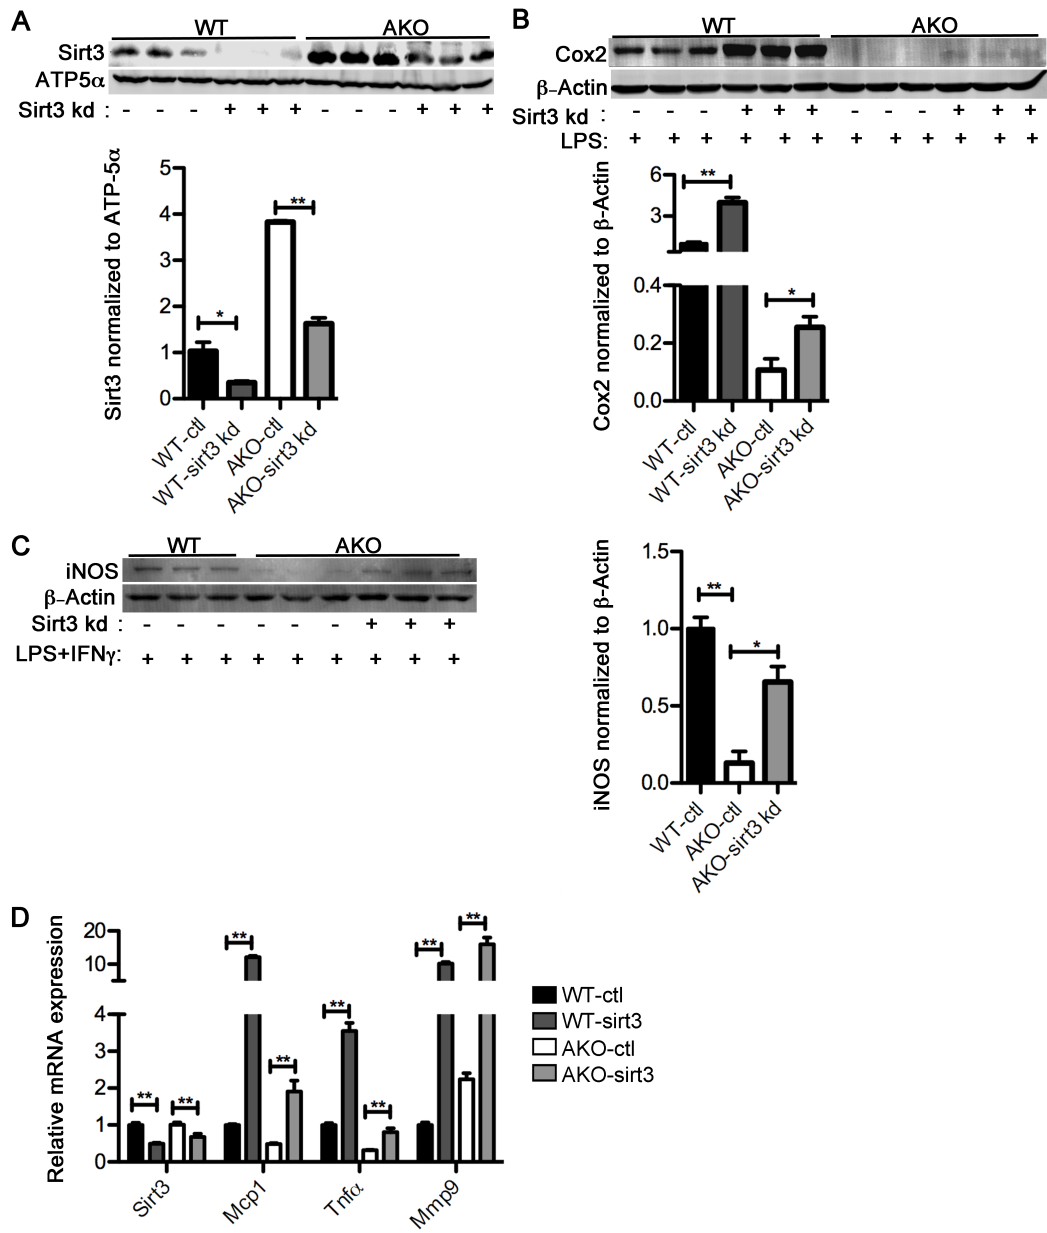 A
WT AKO
Sirt3
ATP5α
Sirt3 kd : - - - + + + - - - + + +
Sirt3 normalized to ATP-5α
5
4
3
2
1
0
* **
WT-ctl
WT-sirt3 kd
AKO-ctl
AKO-sirt3 kd
B
WT AKO
Cox2
β-Actin
Sirt3 kd : - - - + + + - - - + + +
LPS: + + + + + + + + + + + +
Cox2 normalized to β-Actin
6
3
0.4
0.2
0.0
** *
WT-ctl
WT-sirt3 kd
AKO-ctl
AKO-sirt3 kd
C
WT AKO
iNOS
β-Actin
Sirt3 kd : - - - - - - + + +
LPS+IFNγ: + + + + + + + + +
iNOS normalized to β-Actin
1.5
1.0
0.5
0.0
** *
WT-ctl
AKO-ctl
AKO-sirt3 kd
D
Relative mRNA expression
20
10
4
3
2
1
0
** ** ** ** ** ** ** **
Sirt3
Mcp1
Tnfα
Mmp9
WT-ctl
WT-sirt3
AKO-ctl
AKO-sirt3